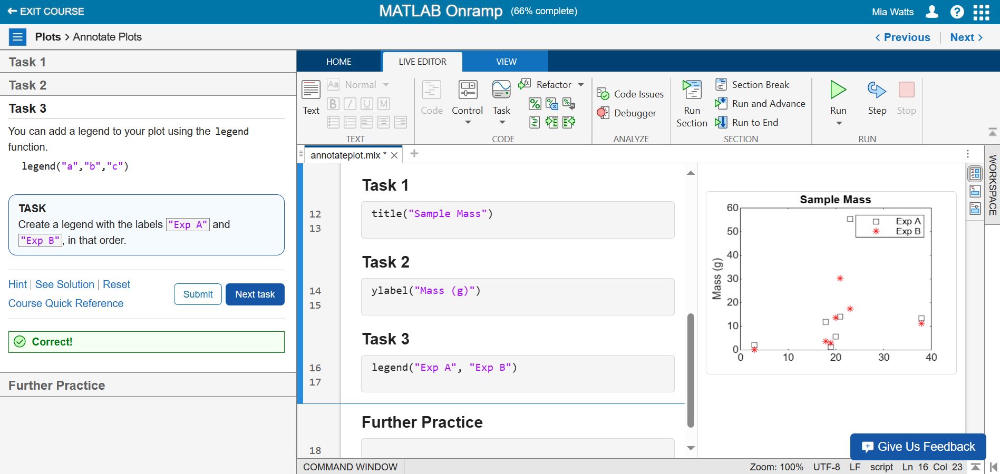 EXIT COURSE
MATLAB Onramp (66% complete)
Mia Watts
Plots > Annotate Plots
< Previous
Next >
Task 1
Task 2
Task 3
You can add a legend to your plot using the legend
function.
legend("a","b","c")
TASK
Create a legend with the labels "Exp A" and
"Exp B", in that order.
Hint | See Solution | Reset
Course Quick Reference
Submit
Next task
Correct!
Further Practice
HOME
LIVE EDITOR
VIEW
Text
Aa Normal
B I U M
TEXT
Code
Control
Task
Refactor
CODE
Code Issues
Debugger
ANALYZE
Run
Section
Section Break
Run and Advance
Run to End
SECTION
Run
Step
Stop
RUN
annotateplot.mlx *
WORKSPACE
Task 1
12 title("Sample Mass")
13
Task 2
14 ylabel("Mass (g)")
15
Task 3
16 legend("Exp A", "Exp B")
17
Further Practice
18
Sample Mass
Exp A
Exp B
Mass (g)
60
50
40
30
20
10
0
0 10 20 30 40
Give Us Feedback
COMMAND WINDOW
Zoom: 100% UTF-8 LF script Ln 16 Col 23